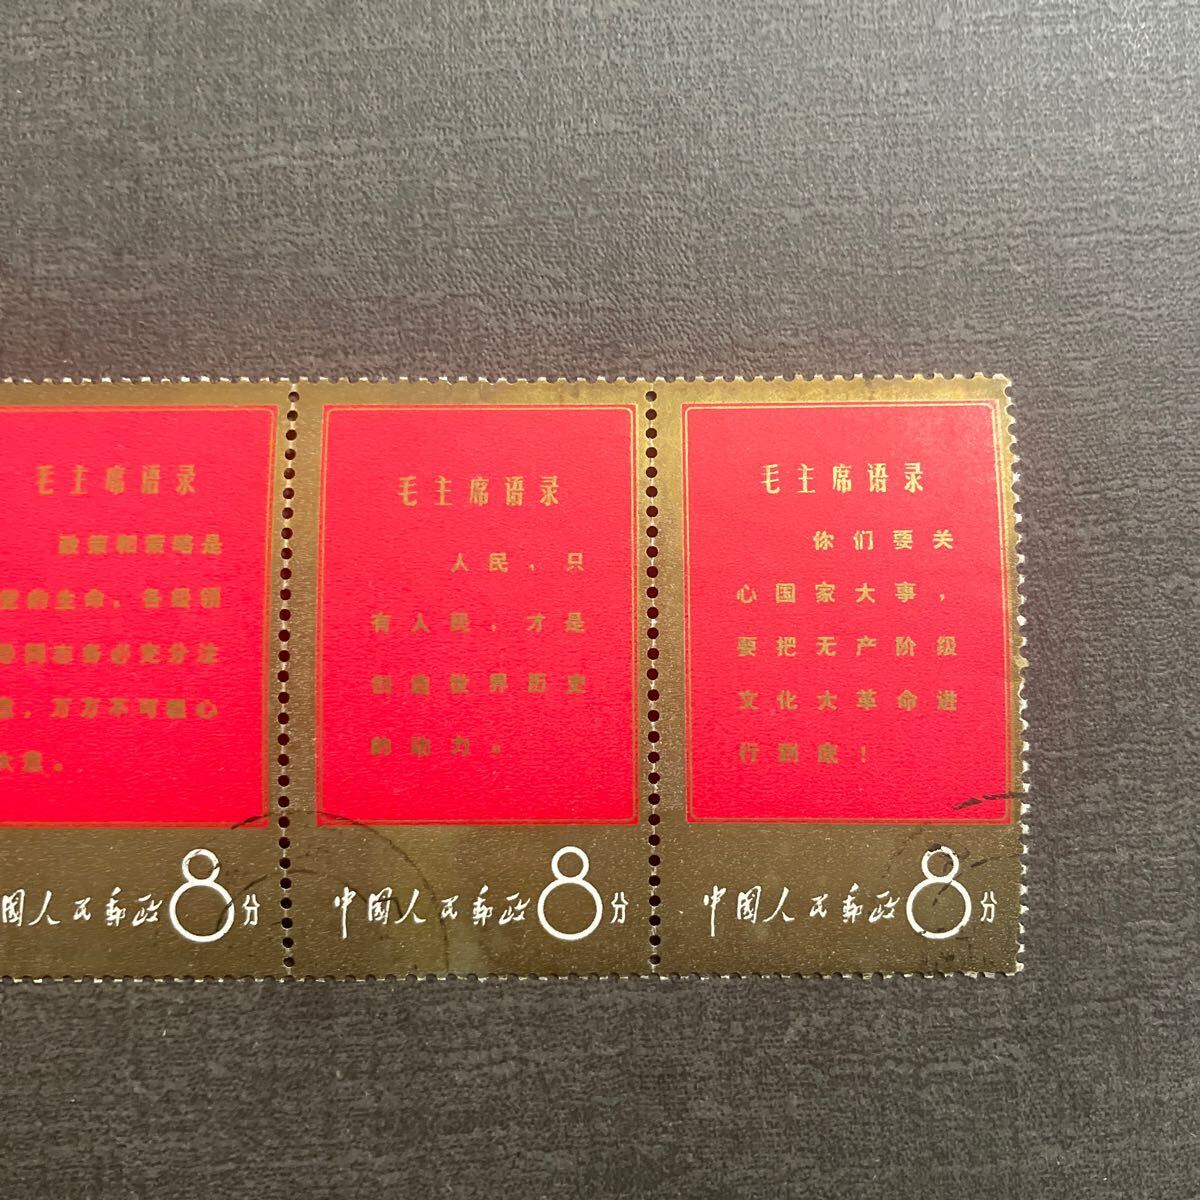 毛主席语录
政策和策略是
党的生命，各级领
导同志务必充分注
意，万万不可粗心
大意。
国人民邮政8分
毛主席语录
人民，只
有人民，才是
创造世界历史
的动力。
中国人民邮政8分
毛主席语录
你们要关
心国家大事，
要把无产阶级
文化大革命进
行到底！
中国人民邮政8分